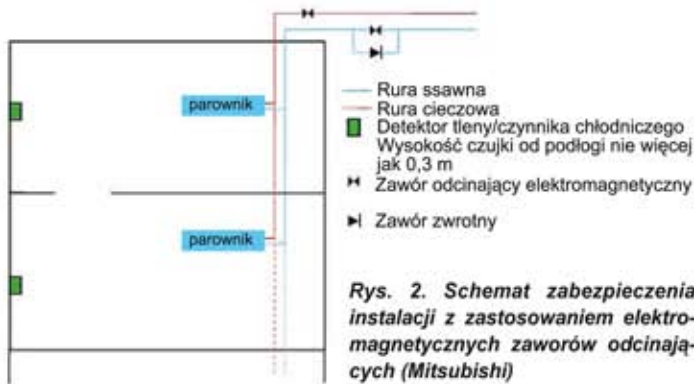 parownik
parownik
Rura ssawna
Rura cieczowa
Detektor tleny/czynnika chłodniczego
Wysokość czujki od podłogi nie więcej
jak 0,3 m
Zawór odcinający elektromagnetyczny
Zawór zwrotny
Rys. 2. Schemat zabezpieczenia
instalacji z zastosowaniem elektro-
magnetycznych zaworów odcinają-
cych (Mitsubishi)